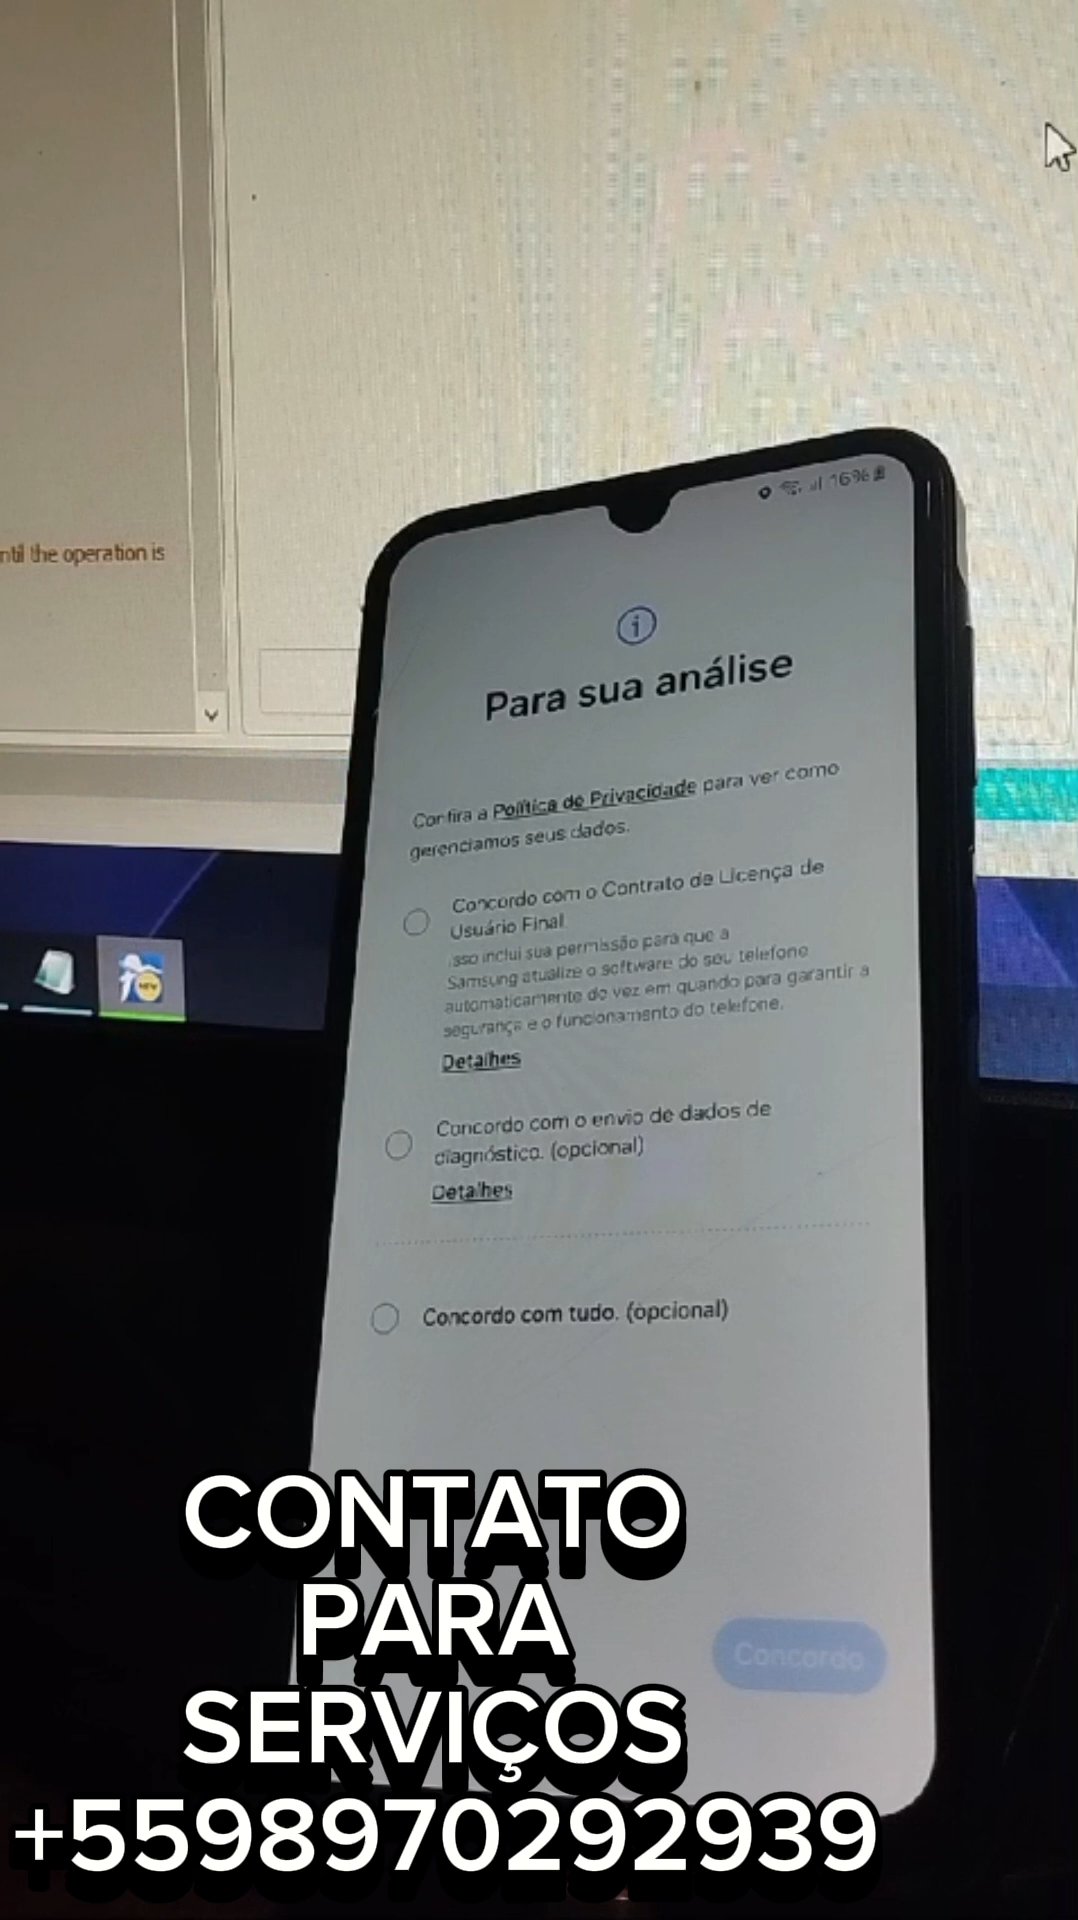 16%
ntil the operation is
Para sua análise
Confira a Política de Privacidade para ver como
gerenciamos seus dados.
Concordo com o Contrato de Licença de
Usuário Final
Isso inclui sua permissão para que a
Samsung atualize o software do seu telefone
automaticamente de vez em quando para garantir a
segurança e o funcionamento do telefone.
Detalhes
NEW
Concordo com o envio de dados de
diagnóstico. (opcional)
Detalhes
Concordo com tudo. (opcional)
Concordo
CONTATO
PARA
SERVIÇOS
+5598970292939